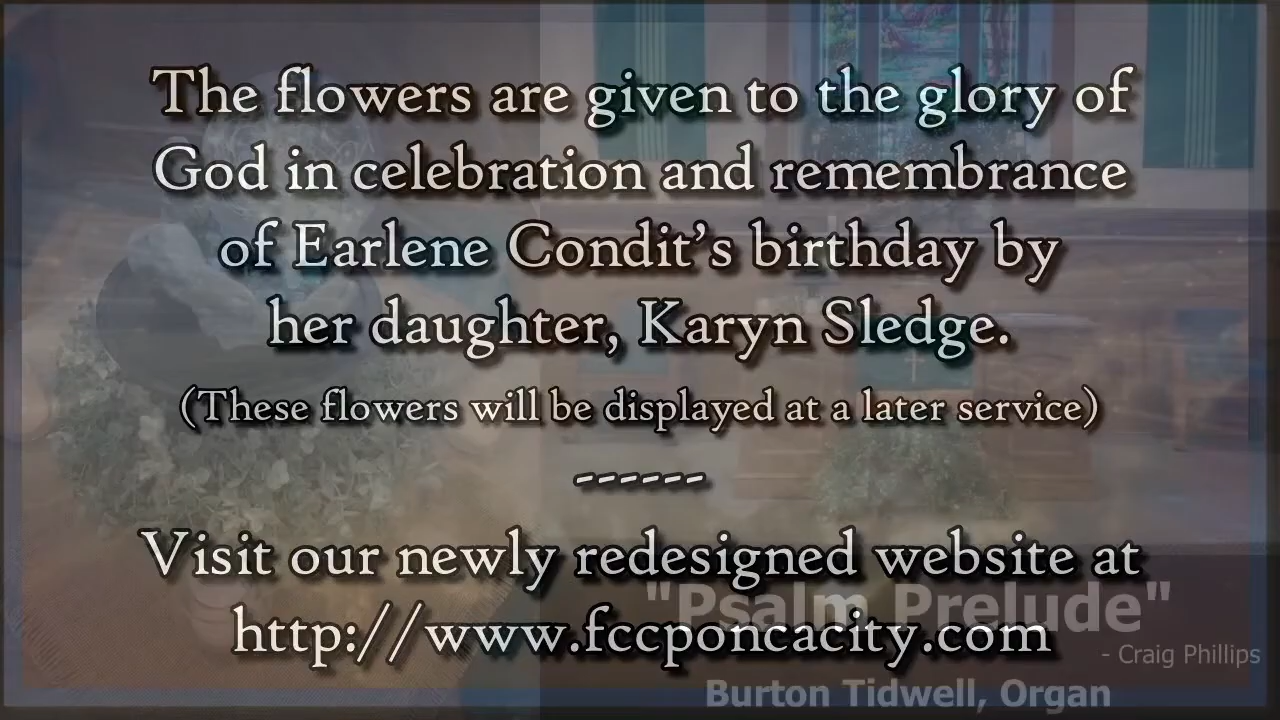 The flowers are given to the glory of
God in celebration and remembrance
of Earlene Condit’s birthday by
her daughter, Karyn Sledge.
(These flowers will be displayed at a later service)
------
Visit our newly redesigned website at
http://www.fccponcacity.com
"Psalm Prelude"
- Craig Phillips
Burton Tidwell, Organ